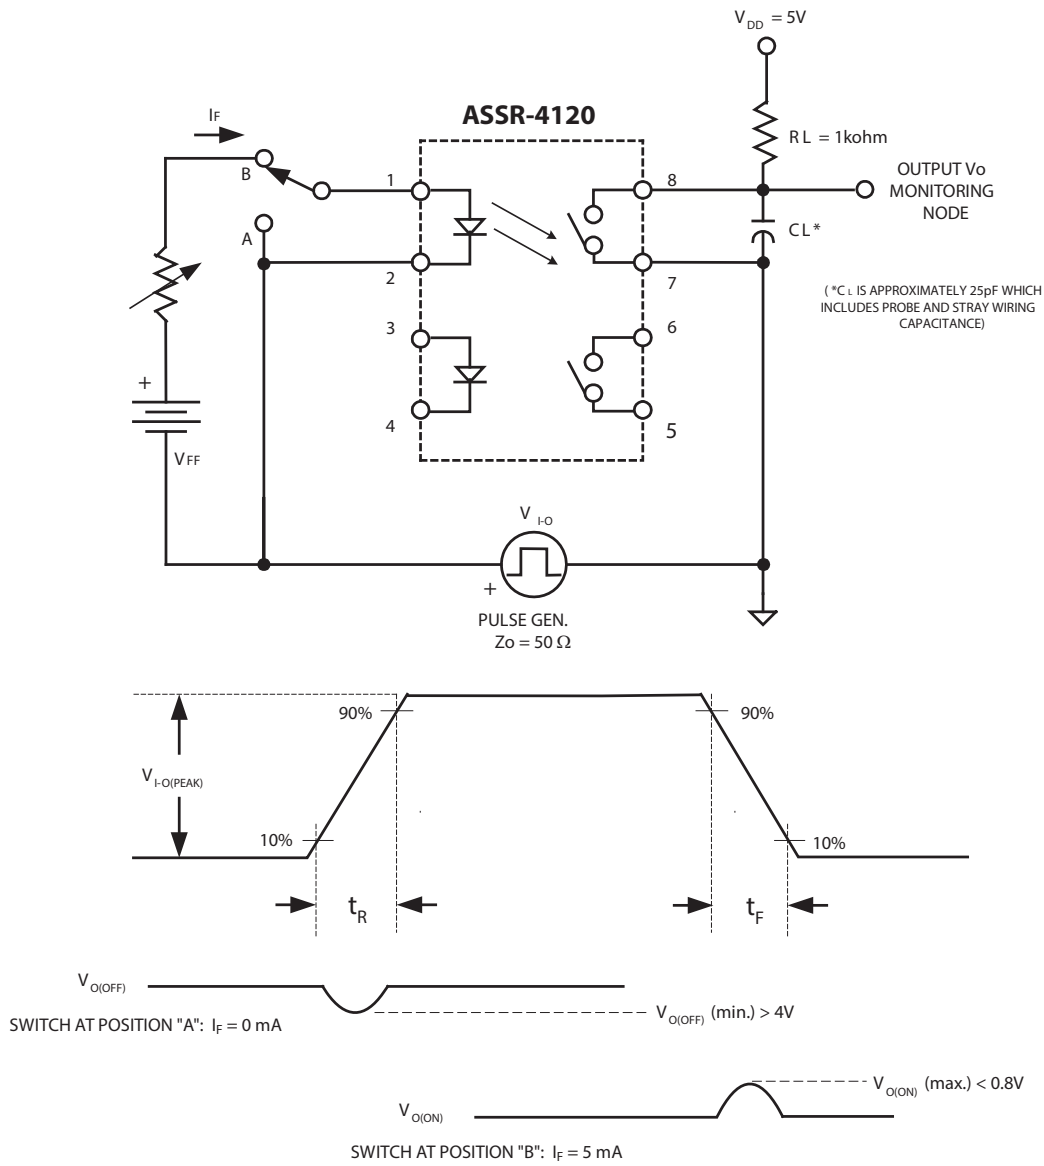 V DD = 5V
ASSR-4120
IF
B
A
RL = 1kohm
OUTPUT Vo
MONITORING
NODE
1
8
CL*
2
7
(*C L IS APPROXIMATELY 25pF WHICH
INCLUDES PROBE AND STRAY WIRING
CAPACITANCE)
3
6
+
4
5
VFF
V I-O
+
PULSE GEN.
Zo = 50 Ω
90%
90%
V I-O(PEAK)
10%
10%
tR
tF
V O(OFF)
V O(OFF) (min.) > 4V
SWITCH AT POSITION "A": IF = 0 mA
V O(ON) (max.) < 0.8V
V O(ON)
SWITCH AT POSITION "B": IF = 5 mA